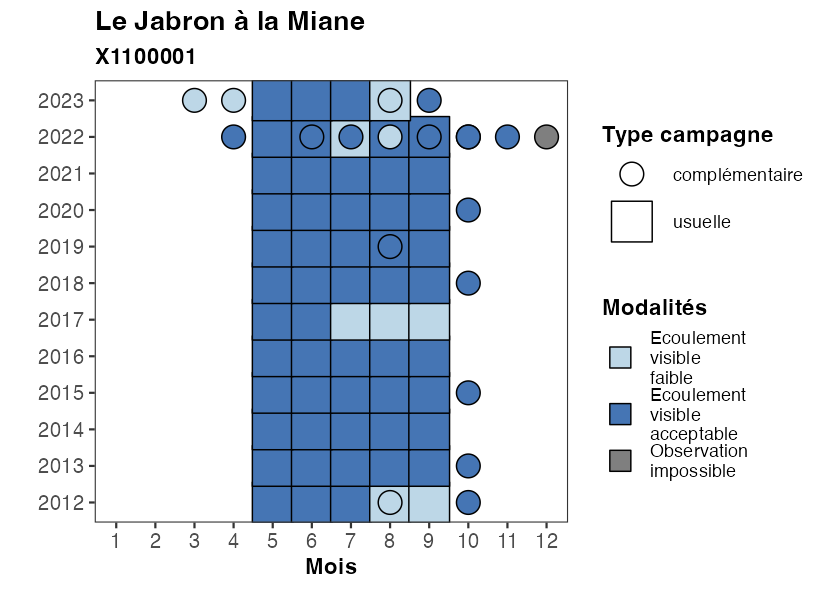 Le Jabron à la Miane
X1100001
2023
2022
2021
2020
2019
2018
2017
2016
2015
2014
2013
2012
1 2 3 4 5 6 7 8 9 10 11 12
Mois
Type campagne
complémentaire
usuelle
Modalités
Ecoulement
visible
faible
Ecoulement
visible
acceptable
Observation
impossible